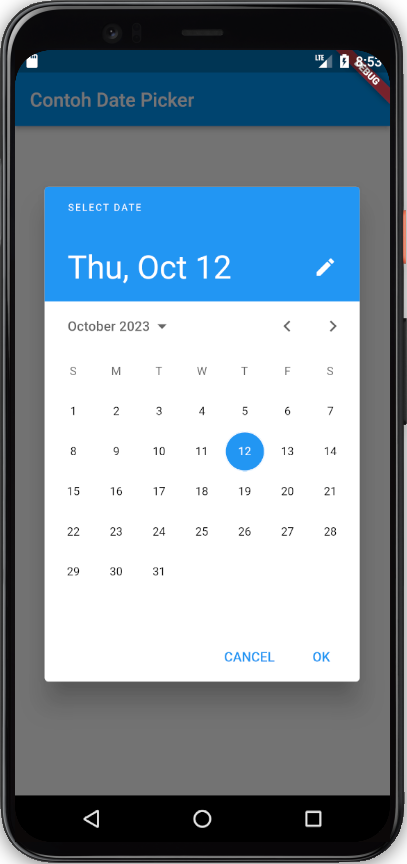 LTE 8:53
DEBUG
Contoh Date Picker
SELECT DATE
Thu, Oct 12
October 2023
S M T W T F S
1 2 3 4 5 6 7
8 9 10 11 12 13 14
15 16 17 18 19 20 21
22 23 24 25 26 27 28
29 30 31
CANCEL OK